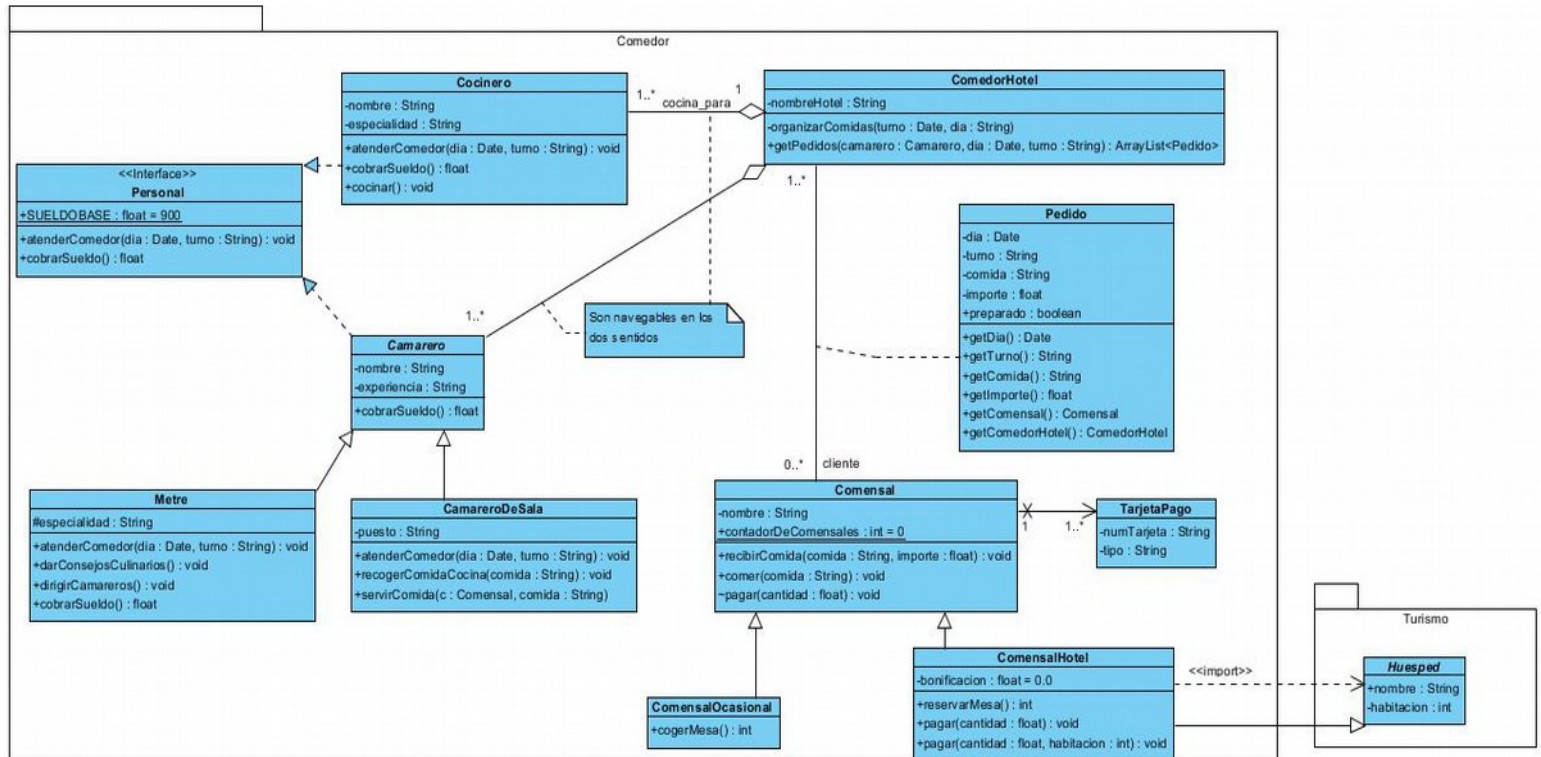 Comedor
Cocinero
-nombre : String
-especialidad : String
+atenderComedor(dia : Date, turno : String) : void
+cobrarSueldo() : float
+cocinar() : void
1..*
cocina_para
1
ComedorHotel
-nombreHotel : String
-organizarComidas(turno : Date, dia : String)
+getPedidos(camarero : Camarero, dia : Date, turno : String) : ArrayList<Pedido>
<<Interface>>
Personal
+SUELDOBASE : float = 900
+atenderComedor(dia : Date, turno : String) : void
+cobrarSueldo() : float
1..*
Pedido
-dia : Date
-turno : String
-comida : String
-importe : float
+preparado : boolean
+getDia() : Date
+getTurno() : String
+getComida() : String
+getImporte() : float
+getComensal() : Comensal
+getComedorHotel() : ComedorHotel
1..*
Son navegables en los
dos sentidos
Camarero
-nombre : String
-experiencia : String
+cobrarSueldo() : float
0..*
cliente
Metre
#especialidad : String
+atenderComedor(dia : Date, turno : String) : void
+darConsejosCulinarios() : void
+dirigirCamareros() : void
+cobrarSueldo() : float
CamareroDeSala
-puesto : String
+atenderComedor(dia : Date, turno : String) : void
+recogerComidaCocina(comida : String) : void
+servirComida(c : Comensal, comida : String)
Comensal
-nombre : String
+contadorDeComensales : int = 0
+recibirComida(comida : String, importe : float) : void
+comer(comida : String) : void
~pagar(cantidad : float) : void
1
1..*
TarjetaPago
-numTarjeta : String
-tipo : String
ComensalOcasional
+cogerMesa() : int
ComensalHotel
-bonificacion : float = 0.0
+reservarMesa() : int
+pagar(cantidad : float) : void
+pagar(cantidad : float, habitacion : int) : void
<<import>>
Turismo
Huesped
+nombre : String
-habitacion : int